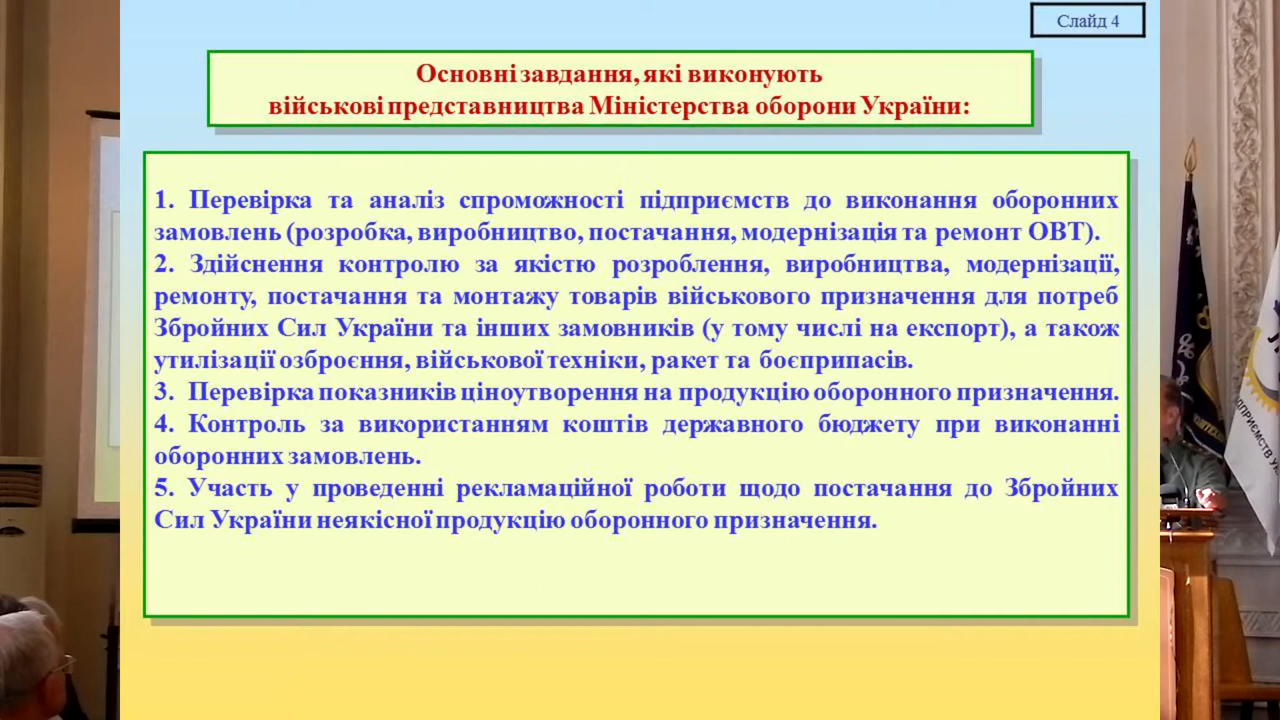 Слайд 4
Основні завдання, які виконують
військові представництва Міністерства оборони України:
1. Перевірка та аналіз спроможності підприємств до виконання оборонних
замовлень (розробка, виробництво, постачання, модернізація та ремонт ОВТ).
2. Здійснення контролю за якістю розроблення, виробництва, модернізації,
ремонту, постачання та монтажу товарів військового призначення для потреб
Збройних Сил України та інших замовників (у тому числі на експорт), а також
утилізації озброєння, військової техніки, ракет та боєприпасів.
3. Перевірка показників ціноутворення на продукцію оборонного призначення.
4. Контроль за використанням коштів державного бюджету при виконанні
оборонних замовлень.
5. Участь у проведенні рекламаційної роботи щодо постачання до Збройних
Сил України неякісної продукцію оборонного призначення.